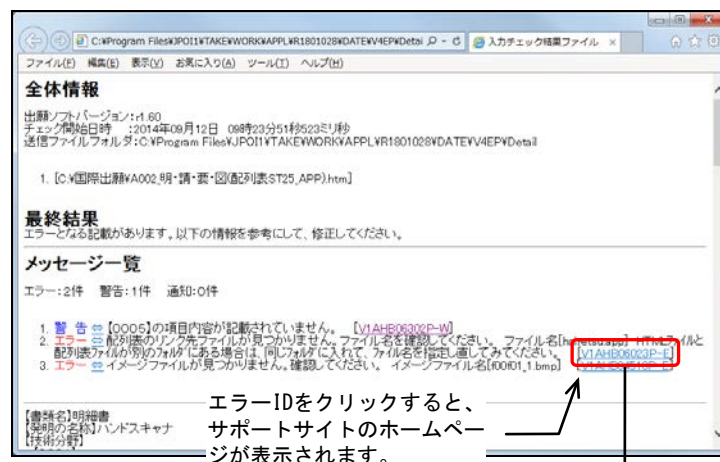 C:¥Program Files¥JPOI1¥TAKE¥WORK¥APPL¥R1801028¥DATE¥V4EP¥Detai
入力チェック結果ファイル ×
ファイル(F) 編集(E) 表示(V) お気に入り(A) ツール(T) ヘルプ(H)
全体情報
出願ソフトバージョン:r1.60
チェック開始日時 :2014年09月12日 09時23分51秒523ミリ秒
送信ファイルフォルダ:C:¥Program Files¥JPOI1¥TAKE¥WORK¥APPL¥R1801028¥DATE¥V4EP¥Detail
1. [C:¥国際出願¥A002_明・請・要・図(配列表ST25_APP).htm]
最終結果
エラーとなる記載があります。以下の情報を参考にして、修正してください。
メッセージ一覧
エラー:2件 警告:1件 通知:0件
1. 警 告 ⇔ 【0005】の項目内容が記載されていません。 [V1AHB06302P-W]
2. エラー ⇔ 配列表のリンク先ファイルが見つかりません。ファイル名を確認してください。 ファイル名[hairetsu.app] HTMLファイルと
配列表ファイルが別のフォルダにある場合は、同じフォルダに入れて、ファイル名を指定し直してみてください。 [V1AHB06023P-E]
3. エラー ⇔ イメージファイルが見つかりません。確認してください。 イメージファイル名[f00f01_1.bmp]
【書類名】明細書
【発明の名称】ハンドスキャナ
【技術分野】
エラーIDをクリックすると、
サポートサイトのホームペー
ジが表示されます。